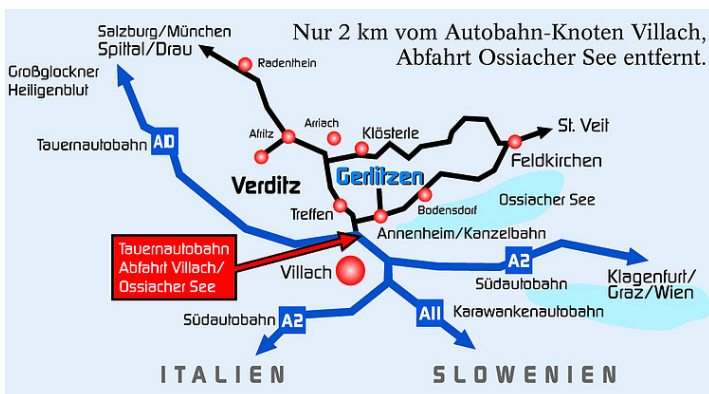 Nur 2 km vom Autobahn-Knoten Villach,
Abfahrt Ossiacher See entfernt.
Salzburg/München
Spittal/Drau
Radenthein
Großglockner
Heiligenblut
Afritz
Arriach
Klösterle
St. Veit
Tauernautobahn
A10
Feldkirchen
Verditz
Gerlitzen
Ossiacher See
Treffen
Bodensdorf
Annenheim/Kanzelbahn
Tauernautobahn
Abfahrt Villach/
Ossiacher See
Villach
A2
Südautobahn
Klagenfurt/
Graz/Wien
Südautobahn
A2
A11
Karawankenautobahn
ITALIEN
SLOWENIEN